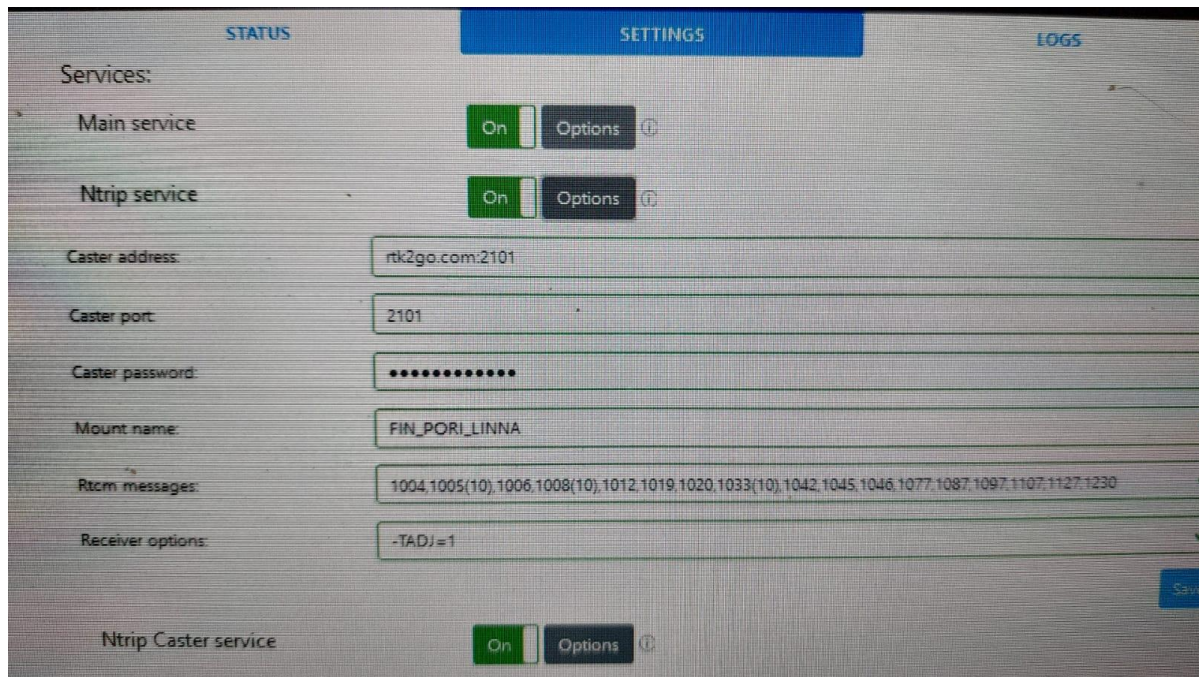 STATUS SETTINGS LOGS
Services:
Main service On Options
Ntrip service On Options
Caster address: rtk2go.com:2101
Caster port: 2101
Caster password: ●●●●●●●●●●●●
Mount name: FIN_PORI_LINNA
Rtcm messages: 1004,1005(10),1006,1008(10),1012,1019,1020,1033(10),1042,1045,1046,1077,1087,1097,1107,1127,1230
Receiver options: -TADJ=1
Ntrip Caster service On Options